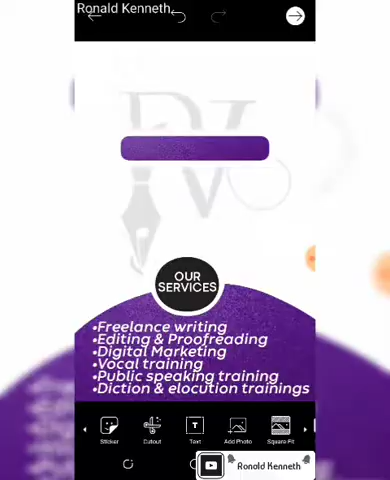 Ronald Kenneth
OUR
SERVICES
•Freelance writing
•Editing & Proofreading
•Digital Marketing
•Vocal training
•Public speaking training
•Diction & elocution trainings
Sticker
Cutout
T
Text
Add Photo
Square Fit
Ronald Kenneth